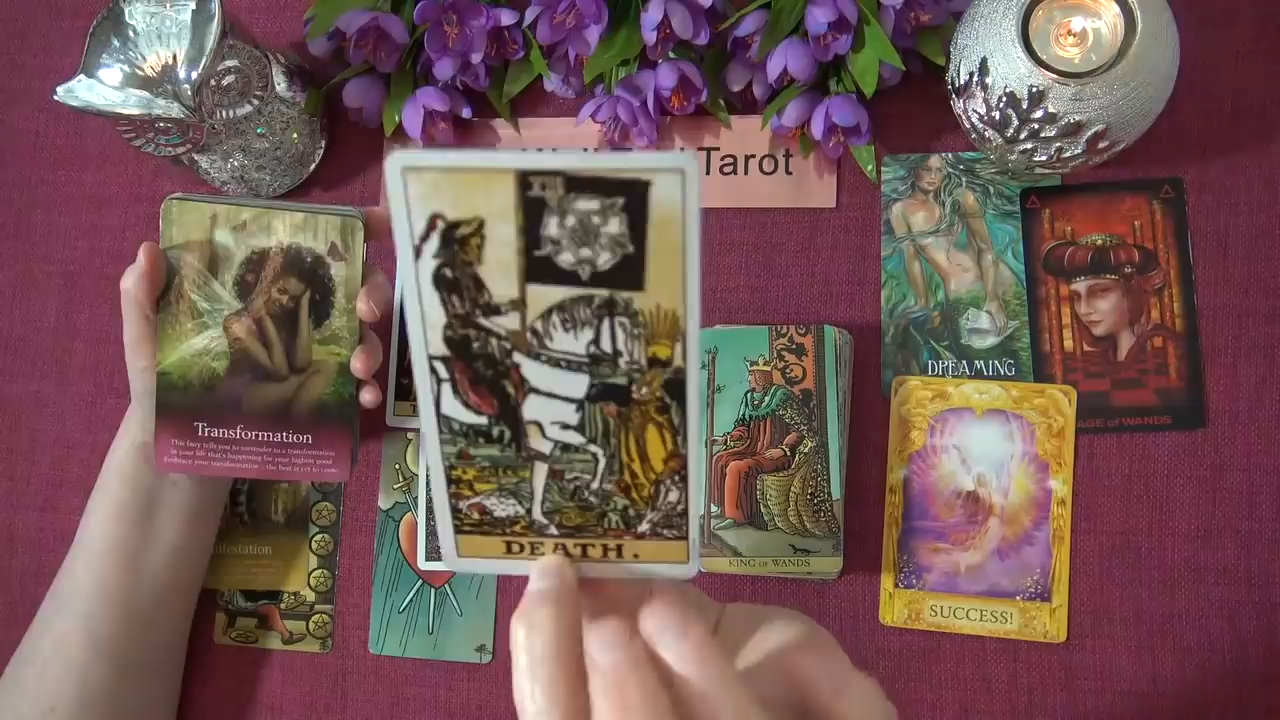 Tarot
XIII
DEATH.
Transformation
This fairy tells you to surrender to a transformation
in your life that's happening for your highest good
Embrace your transformation - the best is yet to come
KING OF WANDS
DREAMING
AGE OF WANDS
SUCCESS!